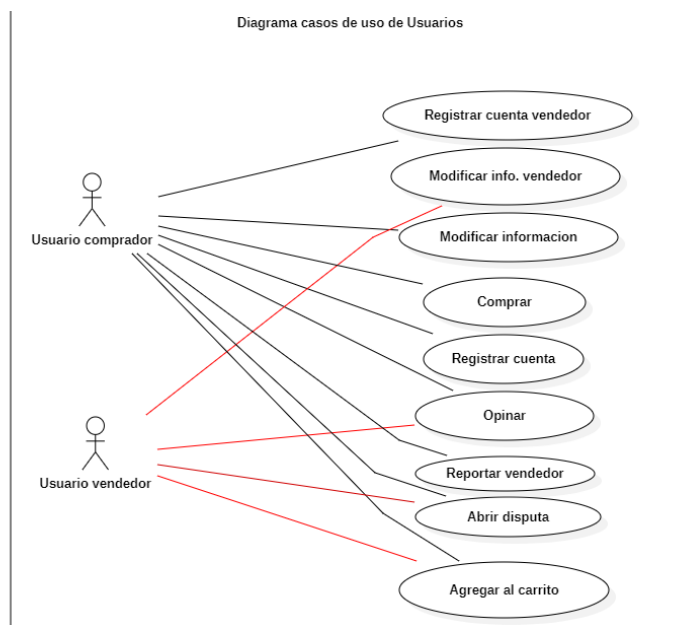 Diagrama casos de uso de Usuarios
Registrar cuenta vendedor
Modificar info. vendedor
Usuario comprador
Modificar informacion
Comprar
Registrar cuenta
Opinar
Reportar vendedor
Usuario vendedor
Abrir disputa
Agregar al carrito